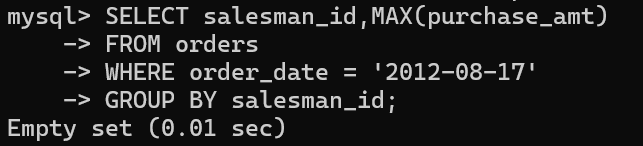 mysql> SELECT salesman_id,MAX(purchase_amt)
    -> FROM orders
    -> WHERE order_date = '2012-08-17'
    -> GROUP BY salesman_id;
Empty set (0.01 sec)